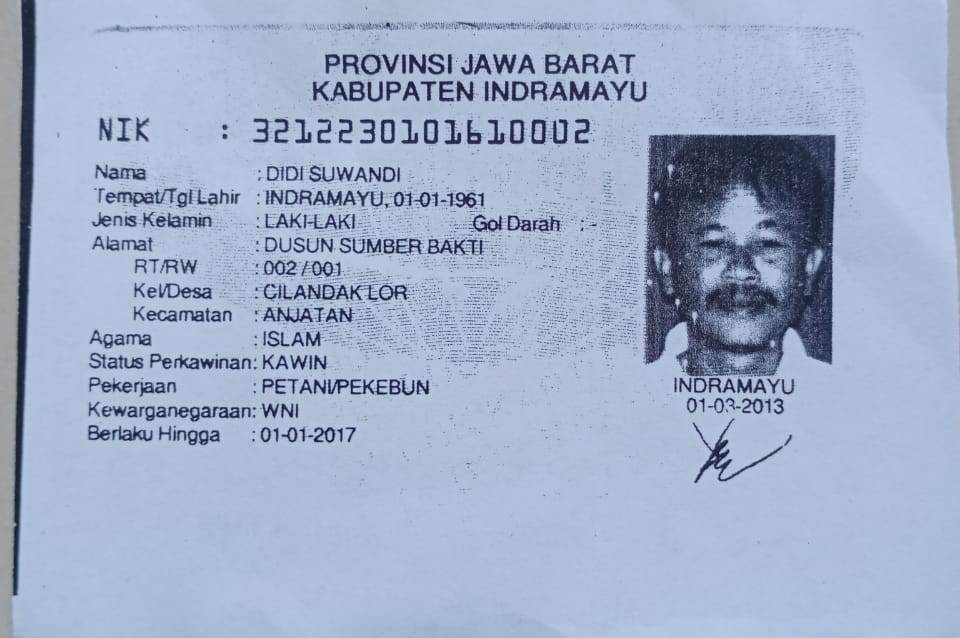 PROVINSI JAWA BARAT
KABUPATEN INDRAMAYU
NIK : 3212230101610002
Nama : DIDI SUWANDI
Tempat/Tgl Lahir : INDRAMAYU, 01-01-1961
Jenis Kelamin : LAKI-LAKI Gol Darah : -
Alamat : DUSUN SUMBER BAKTI
RT/RW : 002 / 001
Kel/Desa : CILANDAK LOR
Kecamatan : ANJATAN
Agama : ISLAM
Status Perkawinan: KAWIN
Pekerjaan : PETANI/PEKEBUN
Kewarganegaraan: WNI
Berlaku Hingga : 01-01-2017
INDRAMAYU
01-03-2013